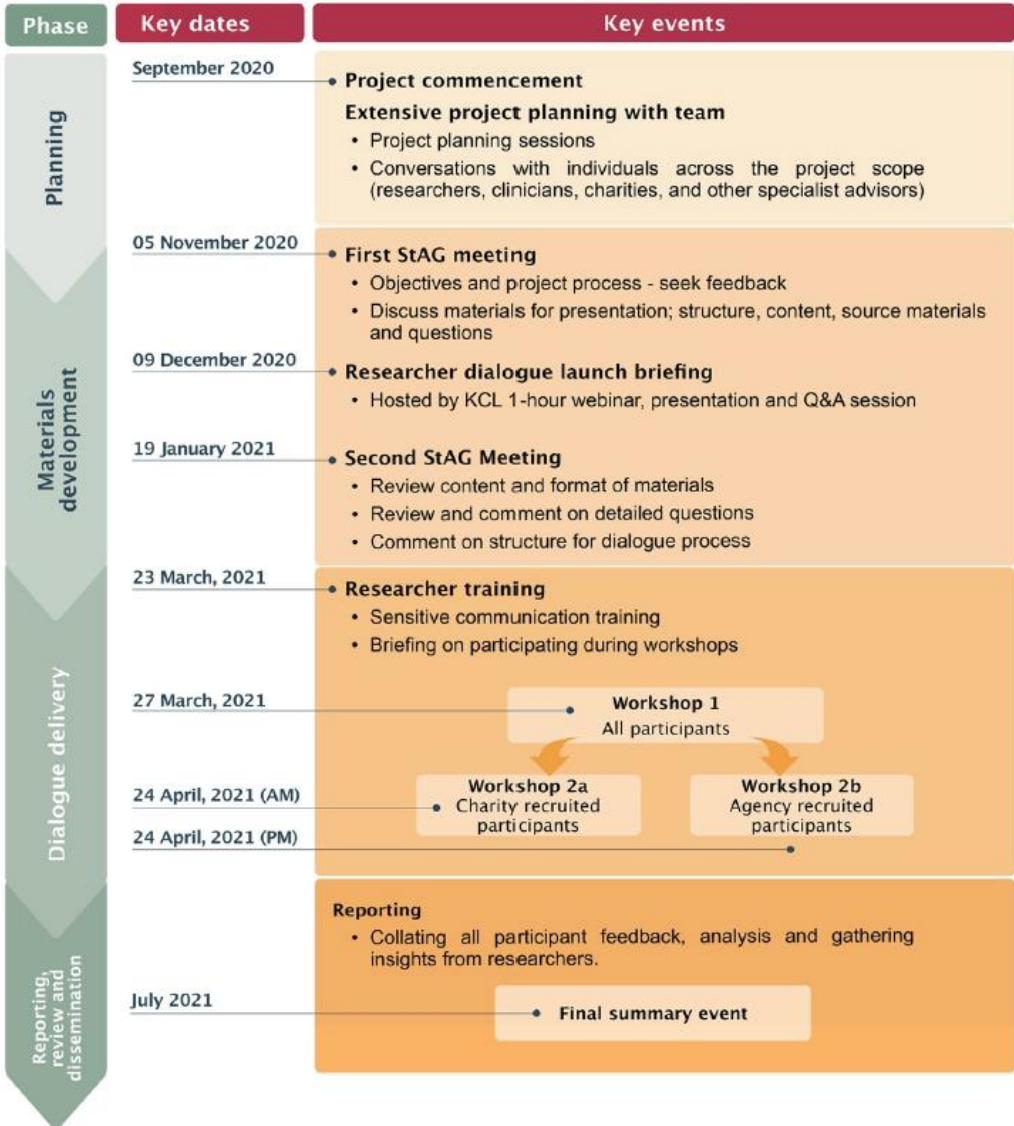 Phase
Key dates
Key events
Planning
September 2020
Project commencement
Extensive project planning with team
• Project planning sessions
• Conversations with individuals across the project scope
(researchers, clinicians, charities, and other specialist advisors)
Materials
development
05 November 2020
First StAG meeting
• Objectives and project process - seek feedback
• Discuss materials for presentation; structure, content, source materials
and questions
09 December 2020
Researcher dialogue launch briefing
• Hosted by KCL 1-hour webinar, presentation and Q&A session
19 January 2021
Second StAG Meeting
• Review content and format of materials
• Review and comment on detailed questions
• Comment on structure for dialogue process
Dialogue delivery
23 March, 2021
Researcher training
• Sensitive communication training
• Briefing on participating during workshops
27 March, 2021
Workshop 1
All participants
24 April, 2021 (AM)
Workshop 2a
Charity recruited
participants
24 April, 2021 (PM)
Workshop 2b
Agency recruited
participants
Reporting,
review and
dissemination
Reporting
• Collating all participant feedback, analysis and gathering
insights from researchers.
July 2021
Final summary event